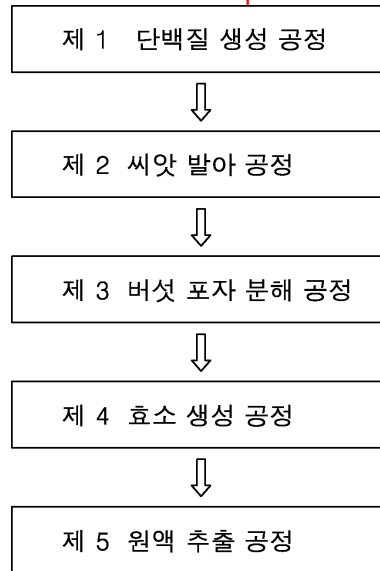 제 1 단백질 생성 공정
제 2 씨앗 발아 공정
제 3 버섯 포자 분해 공정
제 4 효소 생성 공정
제 5 원액 추출 공정